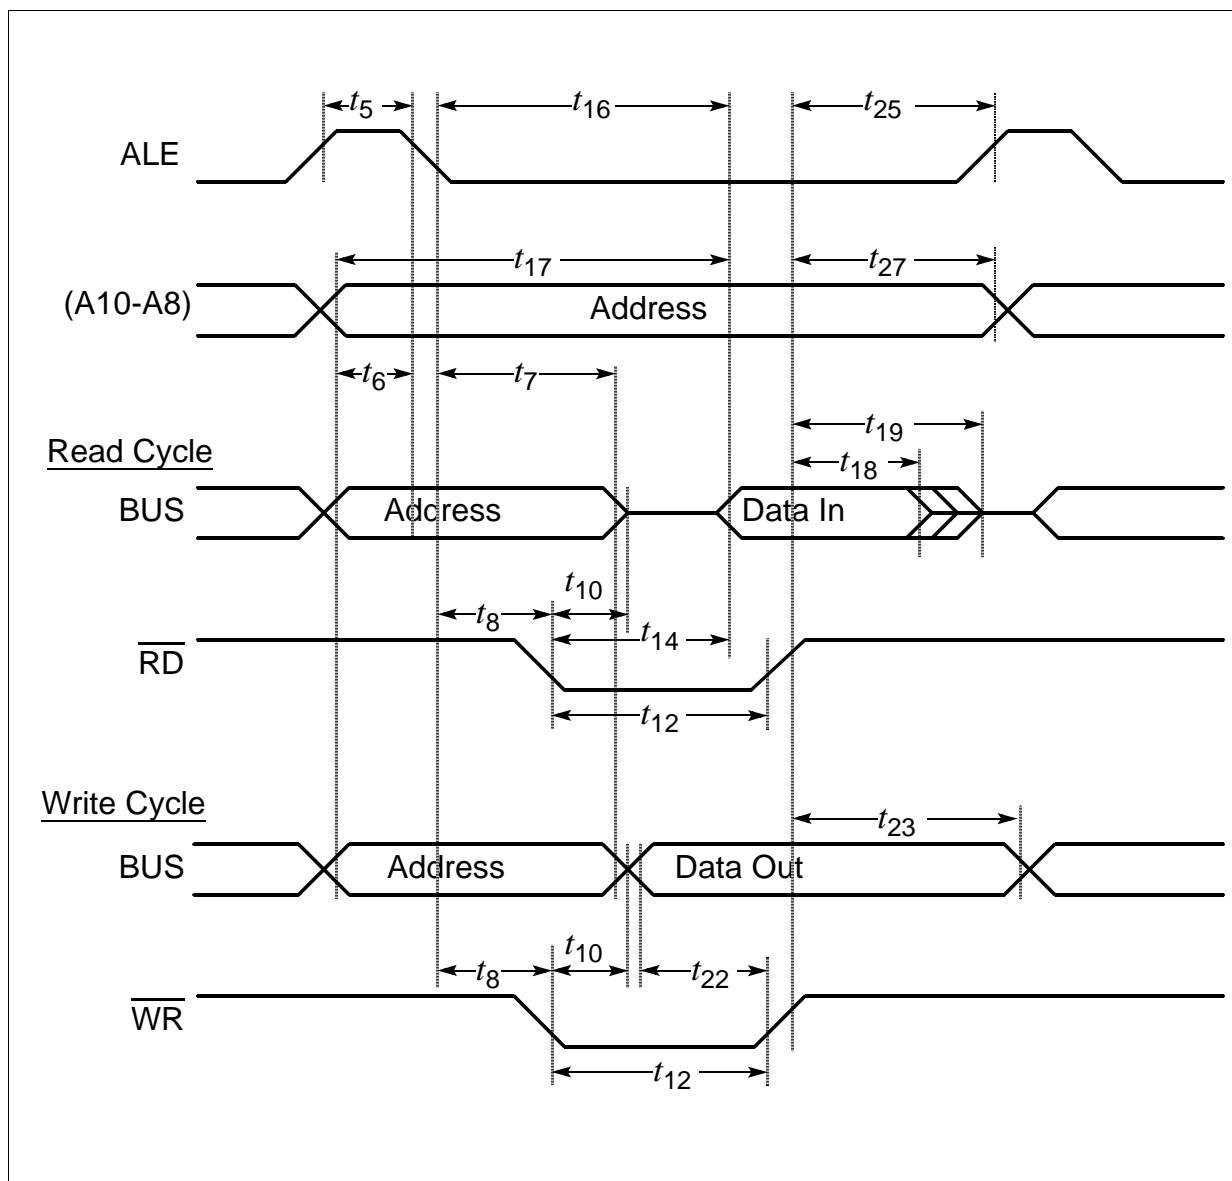 t5
t16
t25
ALE
t17
t27
(A10-A8)
Address
t6
t7
t19
Read Cycle
t18
BUS
Address
Data In
t10
t8
t14
RD
t12
Write Cycle
t23
BUS
Address
Data Out
t10
t8
t22
WR
t12